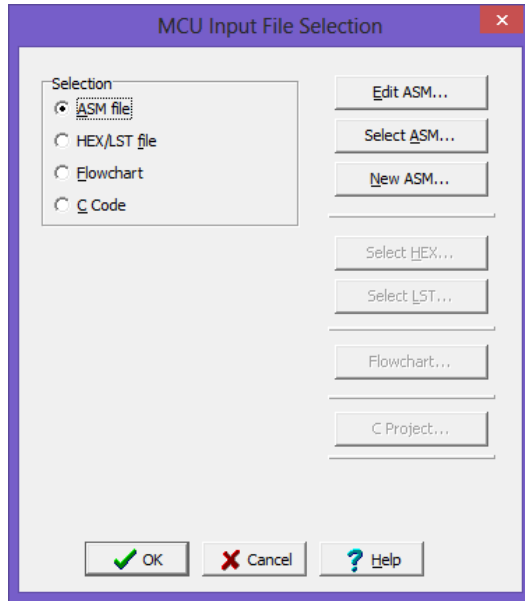 MCU Input File Selection
Selection
ASM file
HEX/LST file
Flowchart
C Code
Edit ASM...
Select ASM...
New ASM...
Select HEX...
Select LST...
Flowchart...
C Project...
OK
Cancel
Help